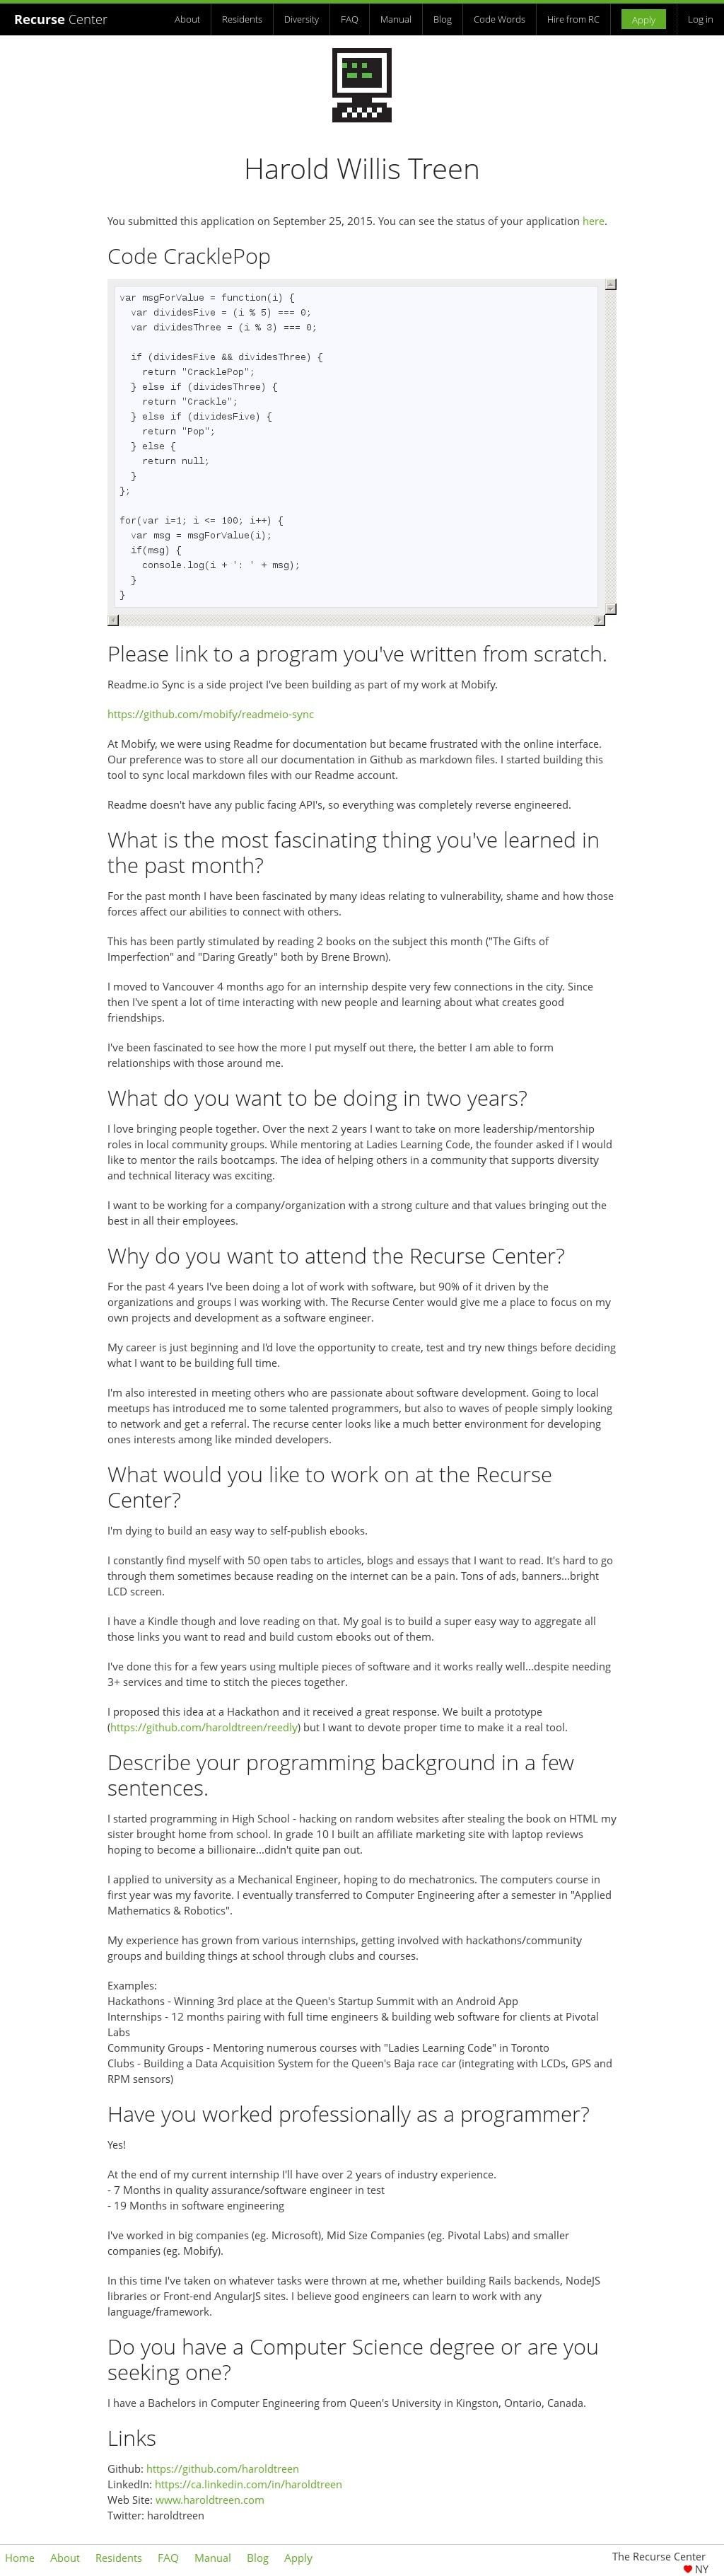 Recurse Center
About Residents Diversity FAQ Manual Blog Code Words Hire from RC Apply Log in
Harold Willis Treen
You submitted this application on September 25, 2015. You can see the status of your application here.
Code CracklePop
var msgForValue = function(i) {
  var dividesFive = (i % 5) === 0;
  var dividesThree = (i % 3) === 0;
  if (dividesFive && dividesThree) {
    return "CracklePop";
  } else if (dividesThree) {
    return "Crackle";
  } else if (dividesFive) {
    return "Pop";
  } else {
    return null;
  }
};
for(var i=1; i <= 100; i++) {
  var msg = msgForValue(i);
  if(msg) {
    console.log(i + ': ' + msg);
  }
}
Please link to a program you've written from scratch.
Readme.io Sync is a side project I've been building as part of my work at Mobify.
https://github.com/mobify/readmeio-sync
At Mobify, we were using Readme for documentation but became frustrated with the online interface.
Our preference was to store all our documentation in Github as markdown files. I started building this
tool to sync local markdown files with our Readme account.
Readme doesn't have any public facing API's, so everything was completely reverse engineered.
What is the most fascinating thing you've learned in
the past month?
For the past month I have been fascinated by many ideas relating to vulnerability, shame and how those
forces affect our abilities to connect with others.
This has been partly stimulated by reading 2 books on the subject this month ("The Gifts of
Imperfection" and "Daring Greatly" both by Brene Brown).
I moved to Vancouver 4 months ago for an internship despite very few connections in the city. Since
then I've spent a lot of time interacting with new people and learning about what creates good
friendships.
I've been fascinated to see how the more I put myself out there, the better I am able to form
relationships with those around me.
What do you want to be doing in two years?
I love bringing people together. Over the next 2 years I want to take on more leadership/mentorship
roles in local community groups. While mentoring at Ladies Learning Code, the founder asked if I would
like to mentor the rails bootcamps. The idea of helping others in a community that supports diversity
and technical literacy was exciting.
I want to be working for a company/organization with a strong culture and that values bringing out the
best in all their employees.
Why do you want to attend the Recurse Center?
For the past 4 years I've been doing a lot of work with software, but 90% of it driven by the
organizations and groups I was working with. The Recurse Center would give me a place to focus on my
own projects and development as a software engineer.
My career is just beginning and I'd love the opportunity to create, test and try new things before deciding
what I want to be building full time.
I'm also interested in meeting others who are passionate about software development. Going to local
meetups has introduced me to some talented programmers, but also to waves of people simply looking
to network and get a referral. The recurse center looks like a much better environment for developing
ones interests among like minded developers.
What would you like to work on at the Recurse
Center?
I'm dying to build an easy way to self-publish ebooks.
I constantly find myself with 50 open tabs to articles, blogs and essays that I want to read. It's hard to go
through them sometimes because reading on the internet can be a pain. Tons of ads, banners...bright
LCD screen.
I have a Kindle though and love reading on that. My goal is to build a super easy way to aggregate all
those links you want to read and build custom ebooks out of them.
I've done this for a few years using multiple pieces of software and it works really well...despite needing
3+ services and time to stitch the pieces together.
I proposed this idea at a Hackathon and it received a great response. We built a prototype
(https://github.com/haroldtreen/reedly) but I want to devote proper time to make it a real tool.
Describe your programming background in a few
sentences.
I started programming in High School - hacking on random websites after stealing the book on HTML my
sister brought home from school. In grade 10 I built an affiliate marketing site with laptop reviews
hoping to become a billionaire...didn't quite pan out.
I applied to university as a Mechanical Engineer, hoping to do mechatronics. The computers course in
first year was my favorite. I eventually transferred to Computer Engineering after a semester in "Applied
Mathematics & Robotics".
My experience has grown from various internships, getting involved with hackathons/community
groups and building things at school through clubs and courses.
Examples:
Hackathons - Winning 3rd place at the Queen's Startup Summit with an Android App
Internships - 12 months pairing with full time engineers & building web software for clients at Pivotal
Labs
Community Groups - Mentoring numerous courses with "Ladies Learning Code" in Toronto
Clubs - Building a Data Acquisition System for the Queen's Baja race car (integrating with LCDs, GPS and
RPM sensors)
Have you worked professionally as a programmer?
Yes!
At the end of my current internship I'll have over 2 years of industry experience.
- 7 Months in quality assurance/software engineer in test
- 19 Months in software engineering
I've worked in big companies (eg. Microsoft), Mid Size Companies (eg. Pivotal Labs) and smaller
companies (eg. Mobify).
In this time I've taken on whatever tasks were thrown at me, whether building Rails backends, NodeJS
libraries or Front-end AngularJS sites. I believe good engineers can learn to work with any
language/framework.
Do you have a Computer Science degree or are you
seeking one?
I have a Bachelors in Computer Engineering from Queen's University in Kingston, Ontario, Canada.
Links
Github: https://github.com/haroldtreen
LinkedIn: https://ca.linkedin.com/in/haroldtreen
Web Site: www.haroldtreen.com
Twitter: haroldtreen
Home About Residents FAQ Manual Blog Apply
The Recurse Center
♥ NY